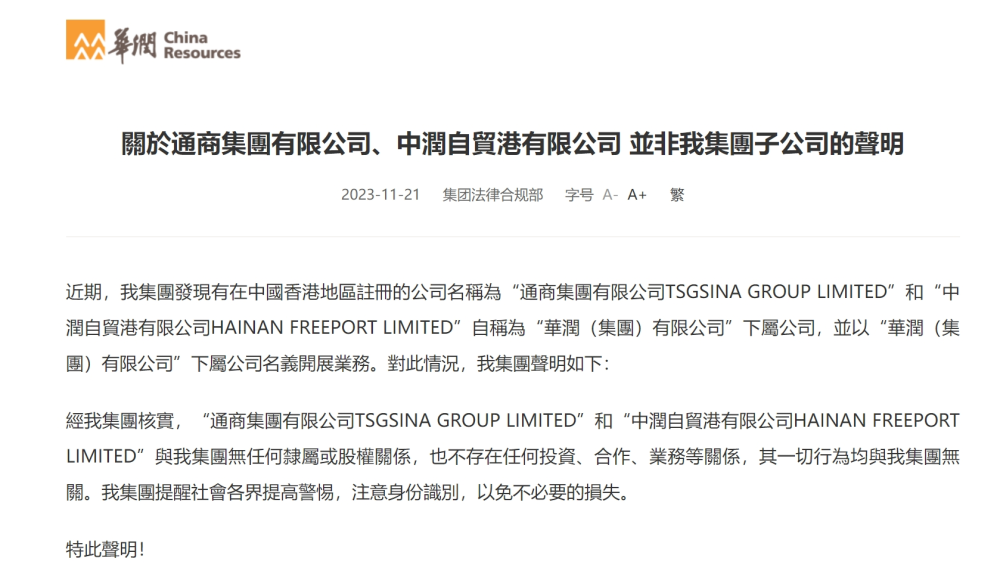 華潤 China
Resources
關於通商集團有限公司、中潤自貿港有限公司 並非我集團子公司的聲明
2023-11-21 集团法律合规部 字号 A- A+ 繁
近期，我集團發現有在中國香港地區註冊的公司名稱為“通商集團有限公司TSGSINA GROUP LIMITED”和“中
潤自貿港有限公司HAINAN FREEPORT LIMITED”自稱為“華潤（集團）有限公司”下屬公司，並以“華潤（集
團）有限公司”下屬公司名義開展業務。對此情況，我集團聲明如下：
經我集團核實，“通商集團有限公司TSGSINA GROUP LIMITED”和“中潤自貿港有限公司HAINAN FREEPORT
LIMITED”與我集團無任何隸屬或股權關係，也不存在任何投資、合作、業務等關係，其一切行為均與我集團無
關。我集團提醒社會各界提高警惕，注意身份識別，以免不必要的損失。
特此聲明！